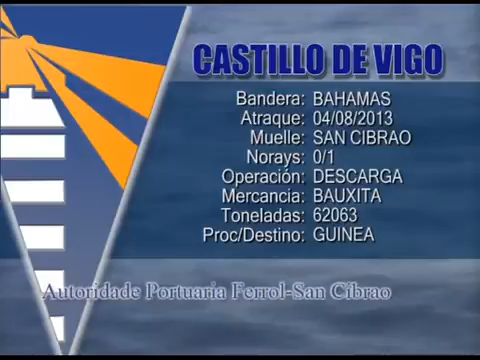 CASTILLO DE VIGO
Bandera: BAHAMAS
Atraque: 04/08/2013
Muelle: SAN CIBRAO
Norays: 0/1
Operación: DESCARGA
Mercancia: BAUXITA
Toneladas: 62063
Proc/Destino: GUINEA
Autoridade Portuaria Ferrol-San Cibrao